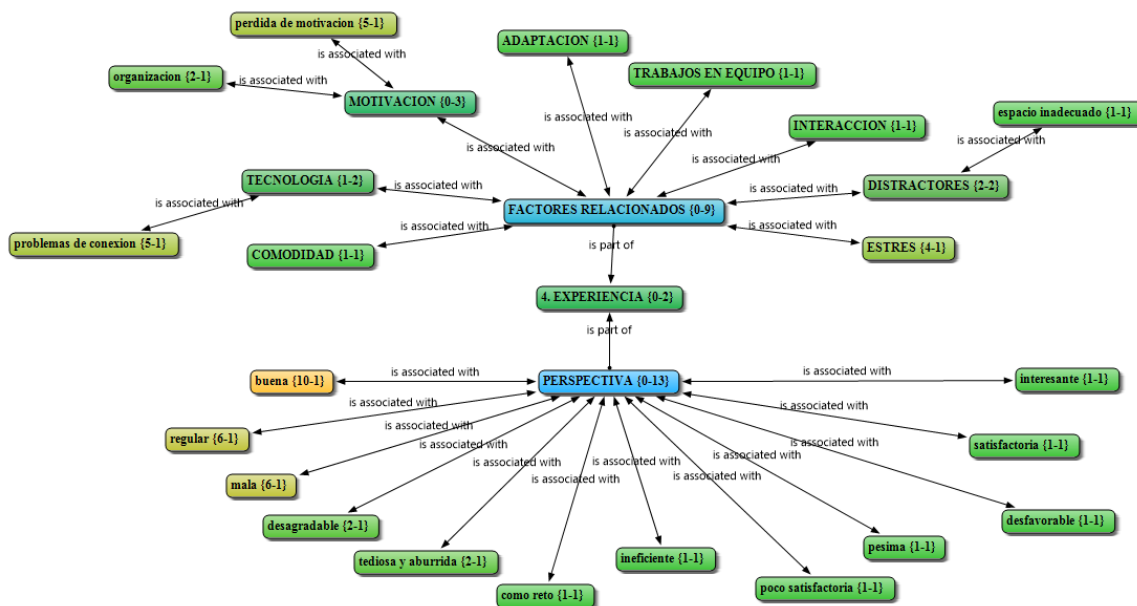 perdida de motivacion {5-1}
is associated with
ADAPTACION {1-1}
organizacion {2-1}
is associated with
TRABAJOS EN EQUIPO {1-1}
MOTIVACION {0-3}
is associated with
espacio inadecuado {1-1}
is associated with
INTERACCION {1-1}
is associated with
is associated with
is associated with
TECNOLOGIA {1-2}
is associated with
is associated with
DISTRACTORES {2-2}
is associated with
FACTORES RELACIONADOS {0-9}
problemas de conexion {5-1}
is associated with
is associated with
ESTRES {4-1}
COMODIDAD {1-1}
is part of
4. EXPERIENCIA {0-2}
is part of
buena {10-1}
is associated with
PERSPECTIVA {0-13}
is associated with
interesante {1-1}
is associated with
is associated with
regular {6-1}
is associated with
is associated with
satisfactoria {1-1}
mala {6-1}
is associated with
is associated with
is associated with
is associated with
is associated with
is associated with
is associated with
desagradable {2-1}
desfavorable {1-1}
tediosa y aburrida {2-1}
ineficiente {1-1}
pesima {1-1}
como reto {1-1}
poco satisfactoria {1-1}